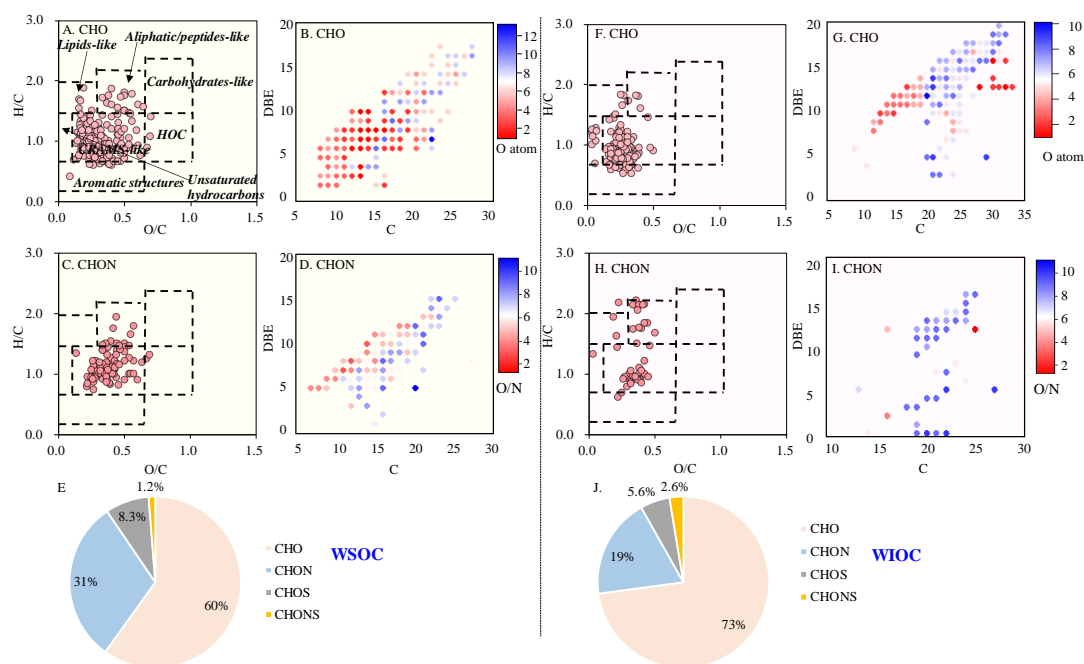 A. CHO
Lipids-like
Aliphatic/peptides-like
Carbohydrates-like
HOC
CRAMS-like
Unsaturated hydrocarbons
Aromatic structures
3.0
2.0
1.0
0.0
H/C
0.0 0.5 1.0 1.5
O/C
B. CHO
20
15
10
5
0
DBE
5 10 15 20 25 30
C
12
10
8
6
4
2
O atom
F. CHO
3.0
2.0
1.0
0.0
H/C
0.0 0.5 1.0 1.5
O/C
G. CHO
20
15
10
5
0
DBE
10 15 20 25 30 35
C
10
8
6
4
2
O atom
C. CHON
3.0
2.0
1.0
0.0
H/C
0.0 0.5 1.0 1.5
O/C
D. CHON
20
15
10
5
0
DBE
5 10 15 20 25 30
C
10
8
6
4
2
O/N
H. CHON
3.0
2.0
1.0
0.0
H/C
0.0 0.5 1.0 1.5
O/C
I. CHON
20
15
10
5
0
DBE
10 15 20 25 30
C
10
8
6
4
2
O/N
E
1.2%
8.3%
31%
60%
CHO
CHON
CHOS
CHONS
WSOC
J.
2.6%
5.6%
19%
73%
CHO
CHON
CHOS
CHONS
WIOC